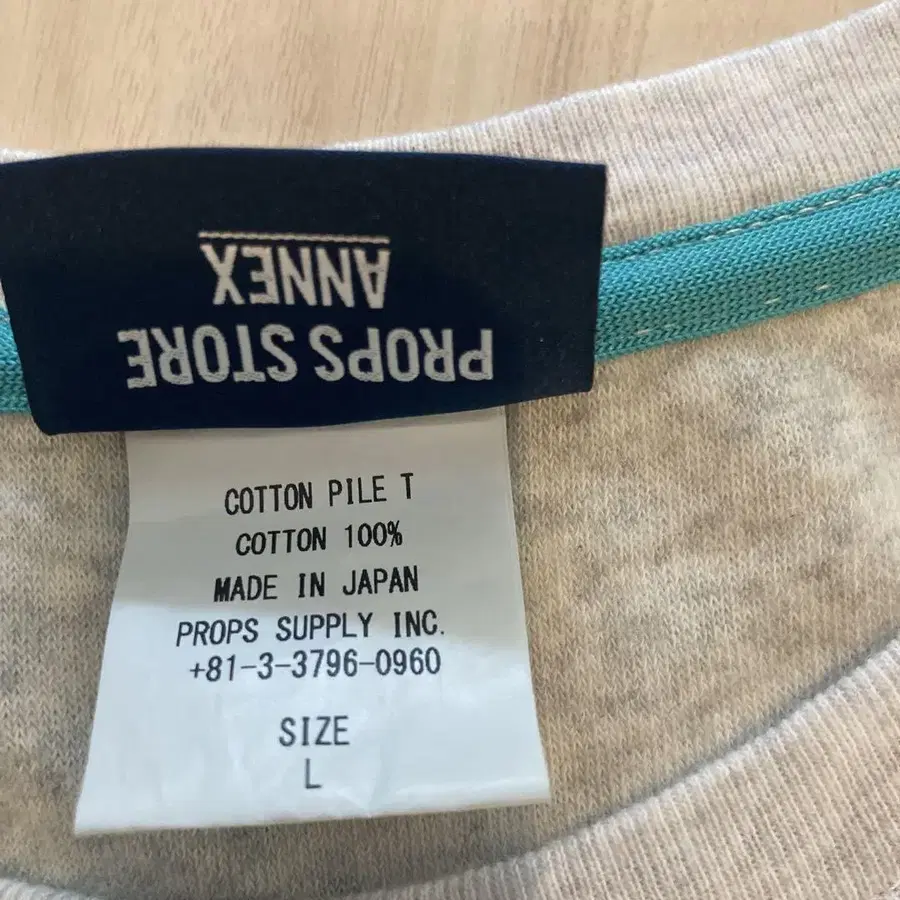 PROPS STORE
ANNEX
COTTON PILE T
COTTON 100%
MADE IN JAPAN
PROPS SUPPLY INC.
+81-3-3796-0960
SIZE
L